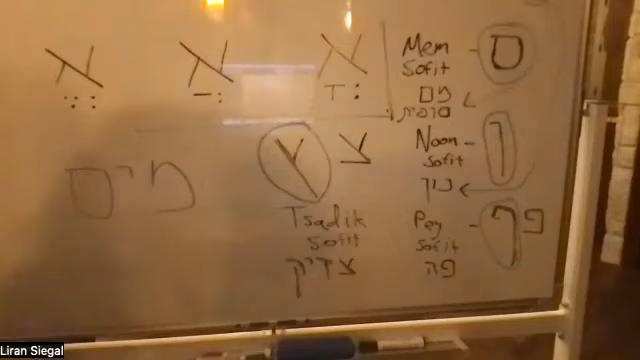 אֱ אֲ אֳ
Mem
Sofit
ם
מם
סופית
צ ץ
Noon
Sofit
ן
נון
מים
Tsadik
Sofit
צדיק
Pey
Sofit
ף פ
פה
Liran Siegal